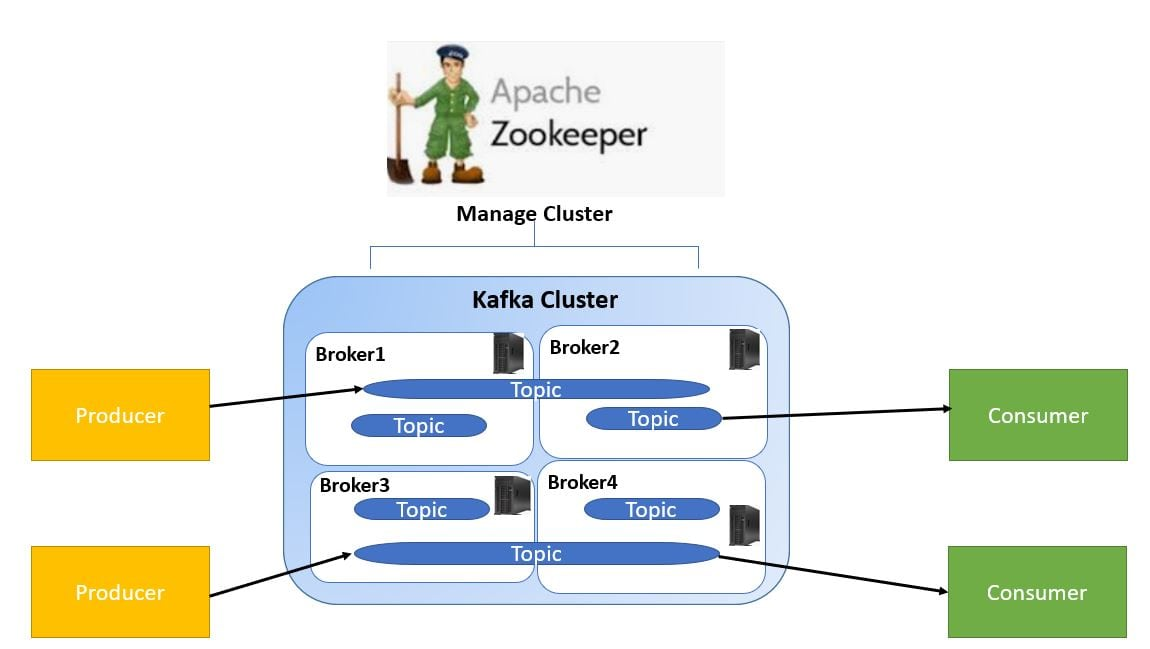 Apache
Zookeeper
Manage Cluster
Kafka Cluster
Broker1
Broker2
Topic
Topic
Topic
Producer
Consumer
Broker3
Broker4
Topic
Topic
Topic
Producer
Consumer